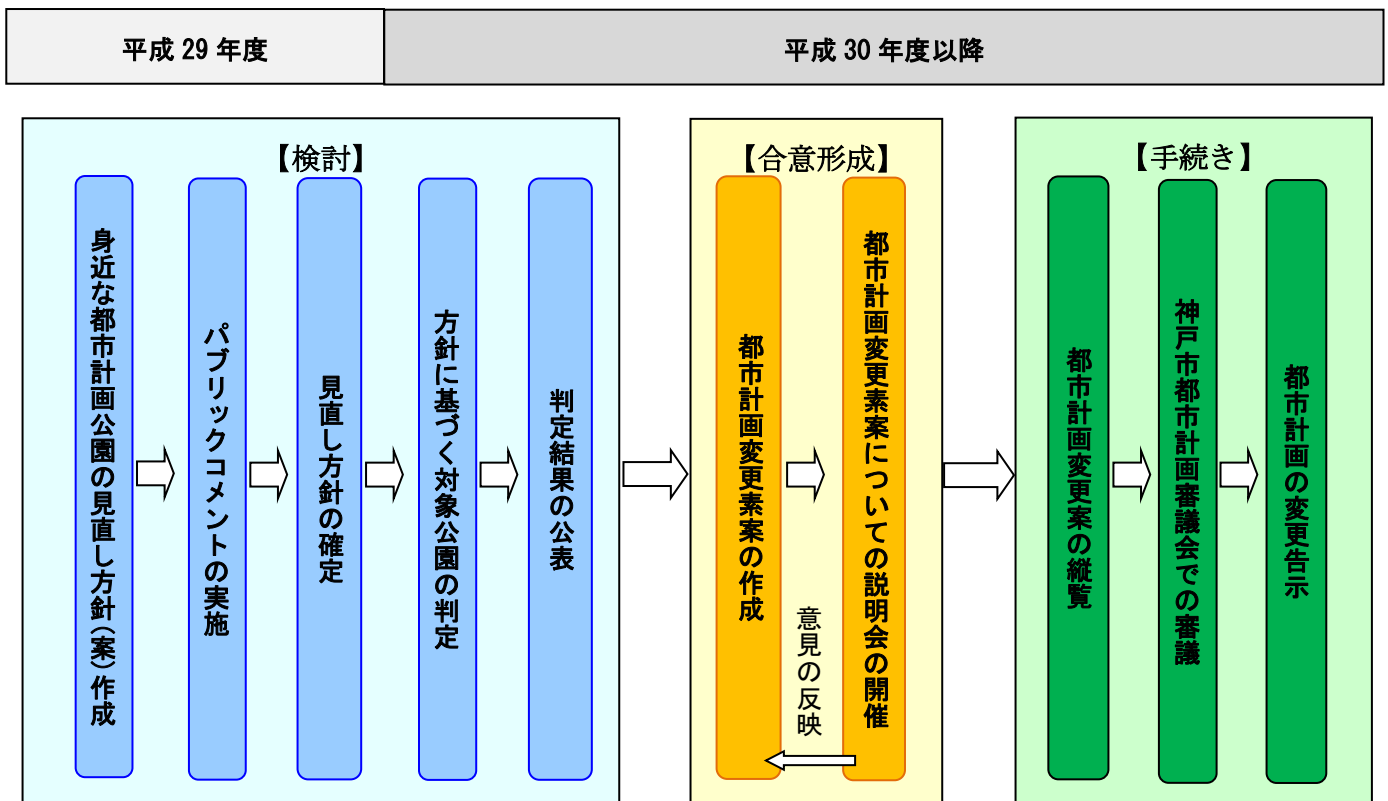 平成 29 年度
平成 30 年度以降
【検討】
身近な都市計画公園の見直し方針(案)作成
パブリックコメントの実施
見直し方針の確定
方針に基づく対象公園の判定
判定結果の公表
【合意形成】
都市計画変更素案の作成
意見の反映
都市計画変更素案についての説明会の開催
【手続き】
都市計画変更案の縦覧
神戸市都市計画審議会での審議
都市計画の変更告示